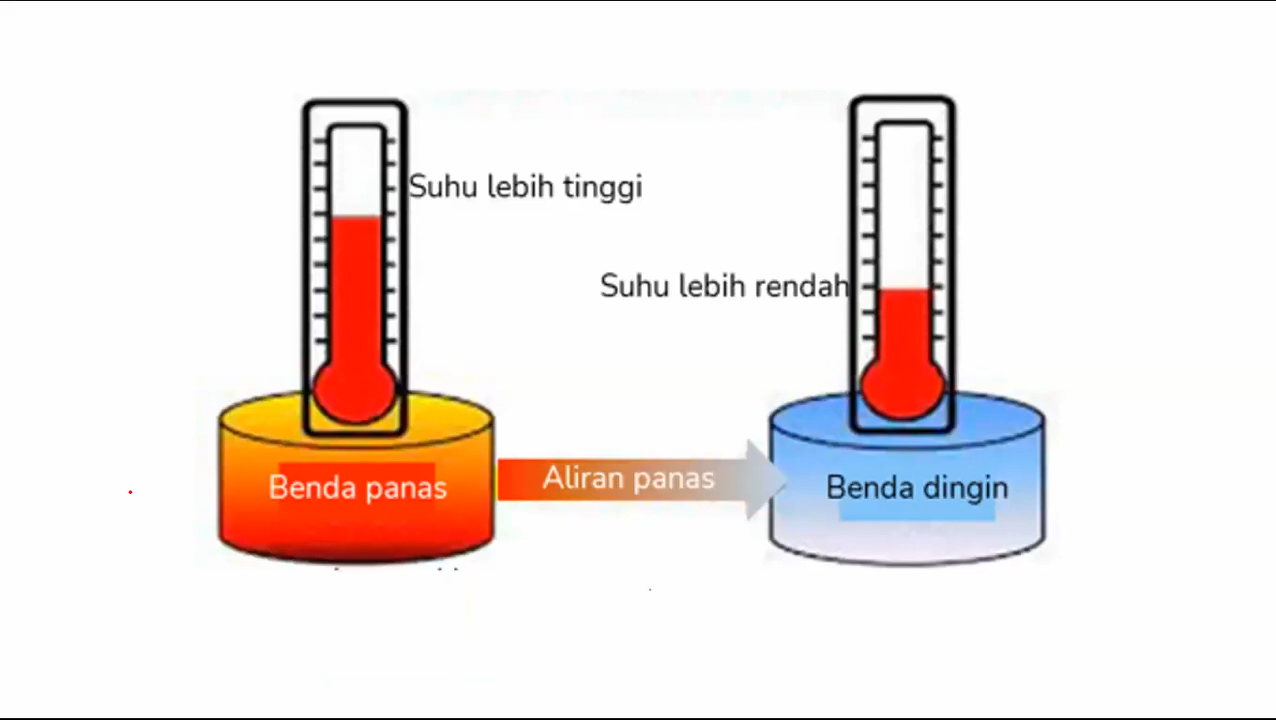 Suhu lebih tinggi
Suhu lebih rendah
Benda panas
Aliran panas
Benda dingin